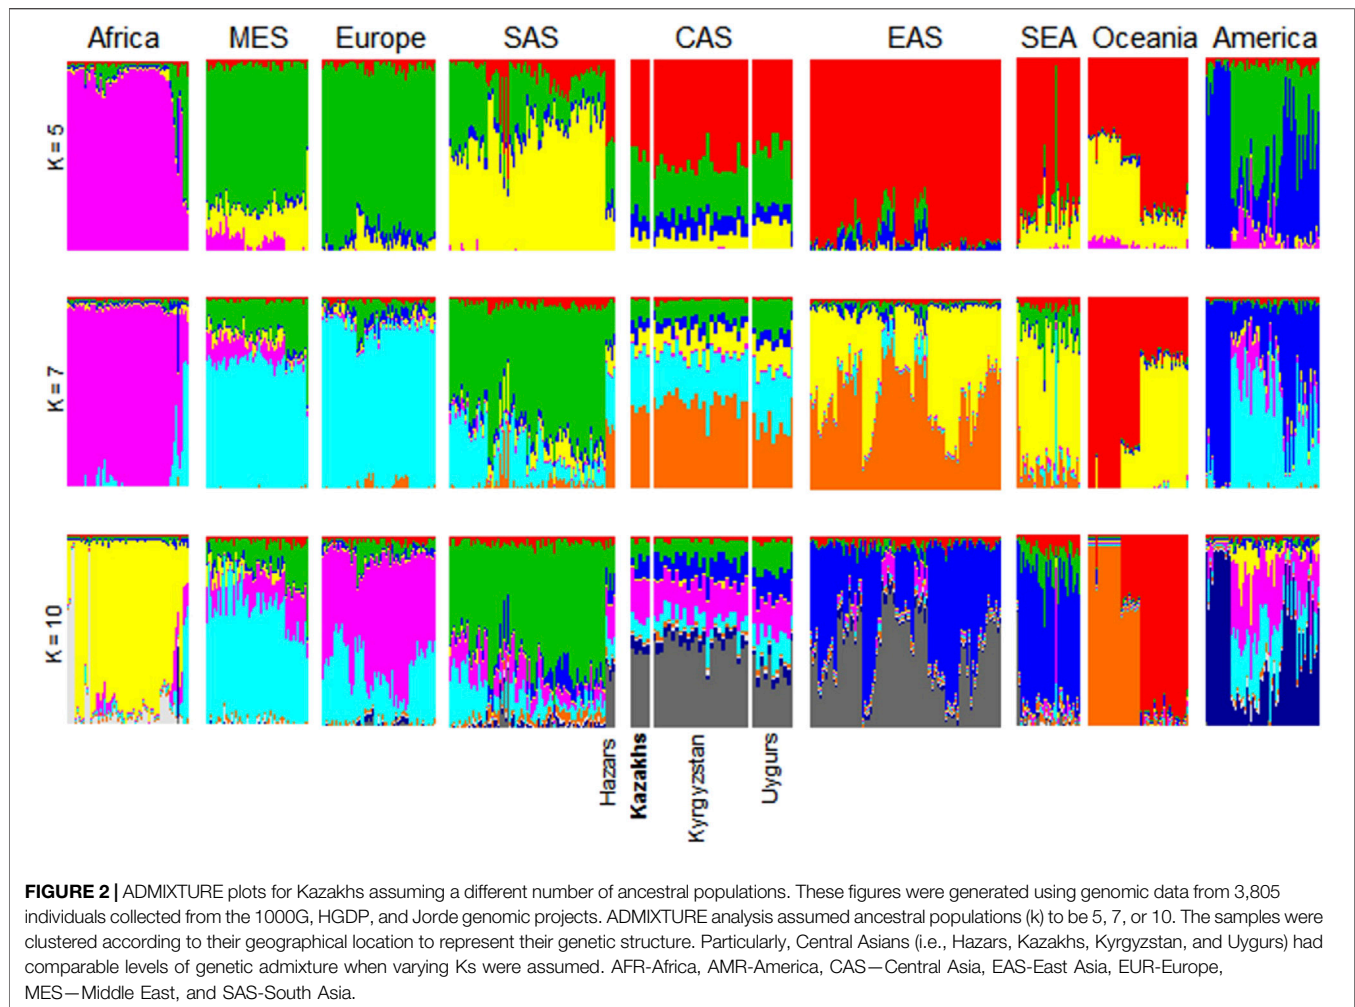 Africa MES Europe SAS CAS EAS SEA Oceania America
K = 5
K = 7
K = 10
Hazars
Kazakhs
Kyrgyzstan
Uygurs
FIGURE 2 | ADMIXTURE plots for Kazakhs assuming a different number of ancestral populations. These figures were generated using genomic data from 3,805
individuals collected from the 1000G, HGDP, and Jorde genomic projects. ADMIXTURE analysis assumed ancestral populations (k) to be 5, 7, or 10. The samples were
clustered according to their geographical location to represent their genetic structure. Particularly, Central Asians (i.e., Hazars, Kazakhs, Kyrgyzstan, and Uygurs) had
comparable levels of genetic admixture when varying Ks were assumed. AFR-Africa, AMR-America, CAS—Central Asia, EAS-East Asia, EUR-Europe,
MES—Middle East, and SAS-South Asia.